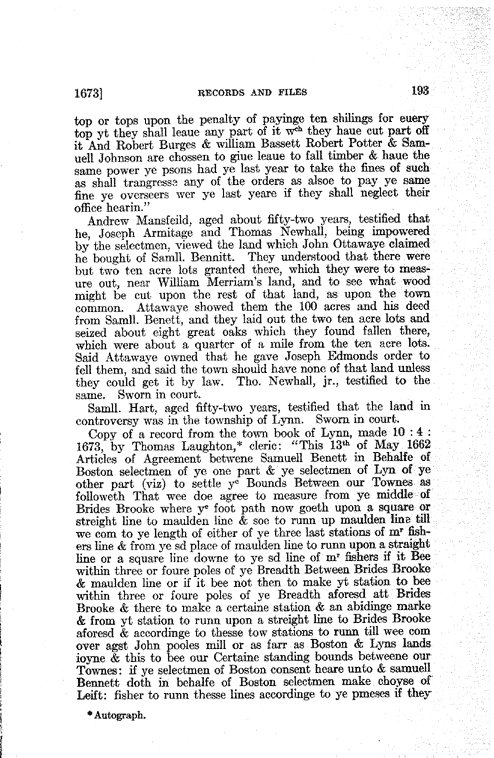 1673] RECORDS AND FILES 193
top or tops upon the penalty of payinge ten shilings for euery
top yt they shall leaue any part of it wch they haue cut part off
it And Robert Burges & william Bassett Robert Potter & Sam-
uell Johnson are chossen to giue leaue to fall timber & haue the
same power ye psons had ye last year to take the fines of such
as shall trangresse any of the orders as alsoe to pay ye same
fine ye overseers wer ye last yeare if they shall neglect their
office hearin."
Andrew Mansfeild, aged about fifty-two years, testified that
he, Joseph Armitage and Thomas Newhall, being impowered
by the selectmen, viewed the land which John Ottawaye claimed
he bought of Samll. Bennitt. They understood that there were
but two ten acre lots granted there, which they were to meas-
ure out, near William Merriam's land, and to see what wood
might be cut upon the rest of that land, as upon the town
common. Attawaye showed them the 100 acres and his deed
from Samll. Benett, and they laid out the two ten acre lots and
seized about eight great oaks which they found fallen there,
which were about a quarter of a mile from the ten acre lots.
Said Attawaye owned that he gave Joseph Edmonds order to
fell them, and said the town should have none of that land unless
they could get it by law. Tho. Newhall, jr., testified to the
same. Sworn in court.
Samll. Hart, aged fifty-two years, testified that the land in
controversy was in the township of Lynn. Sworn in court.
Copy of a record from the town book of Lynn, made 10 : 4 :
1673, by Thomas Laughton,* cleric: "This 13th of May 1662
Articles of Agreement betwene Samuell Benett in Behalfe of
Boston selectmen of ye one part & ye selectmen of Lyn of ye
other part (viz) to settle ye Bounds Between our Townes as
followeth That wee doe agree to measure from ye middle of
Brides Brooke where ye foot path now goeth upon a square or
streight line to maulden line & soe to runn up maulden line till
we com to ye length of either of ye three last stations of mr fish-
ers line & from ye sd place of maulden line to runn upon a straight
line or a square line downe to ye sd line of mr fishers if it Bee
within three or foure poles of ye Breadth Between Brides Brooke
& maulden line or if it bee not then to make yt station to bee
within three or foure poles of ye Breadth aforesd att Brides
Brooke & there to make a certaine station & an abidinge marke
& from yt station to runn upon a streight line to Brides Brooke
aforesd & accordinge to thesse tow stations to runn till wee com
over agst John pooles mill or as farr as Boston & Lyns lands
ioyne & this to bee our Certaine standing bounds betweene our
Townes: if ye selectmen of Boston consent heare unto & samuell
Bennett doth in behalfe of Boston selectmen make choyse of
Leift: fisher to runn thesse lines accordinge to ye pmeses if they
*Autograph.